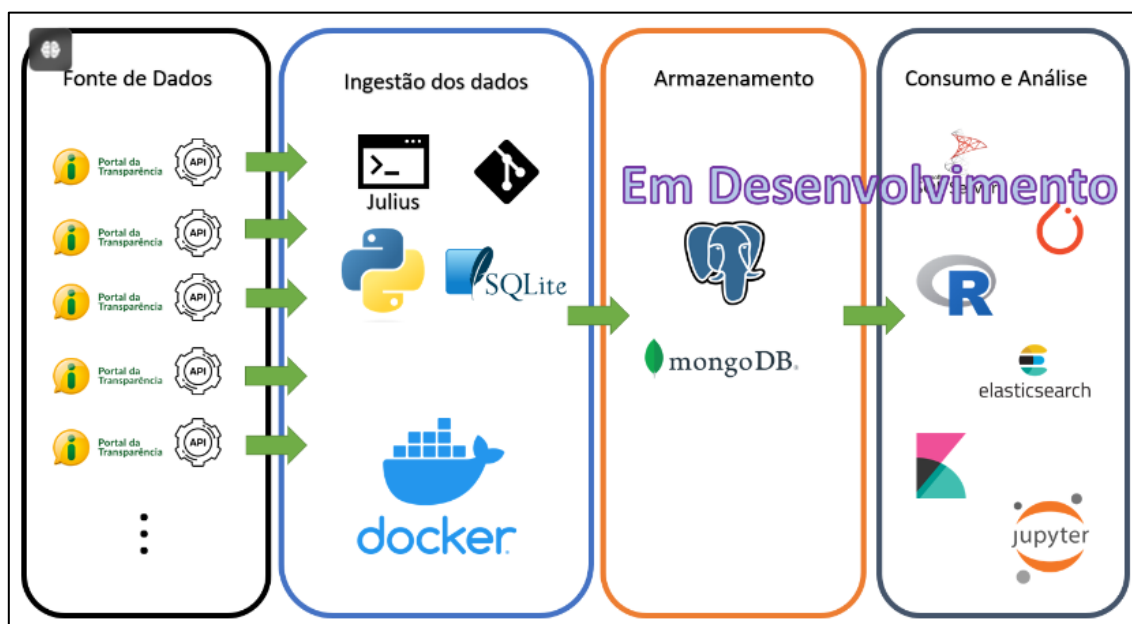 Fonte de Dados
Ingestão dos dados
Armazenamento
Consumo e Análise
Portal da
Transparência
API
Portal da
Transparência
API
Portal da
Transparência
API
Portal da
Transparência
API
Portal da
Transparência
API
>_
Julius
SQLite
docker
Em Desenvolvimento
mongoDB
Server
R
elasticsearch
jupyter